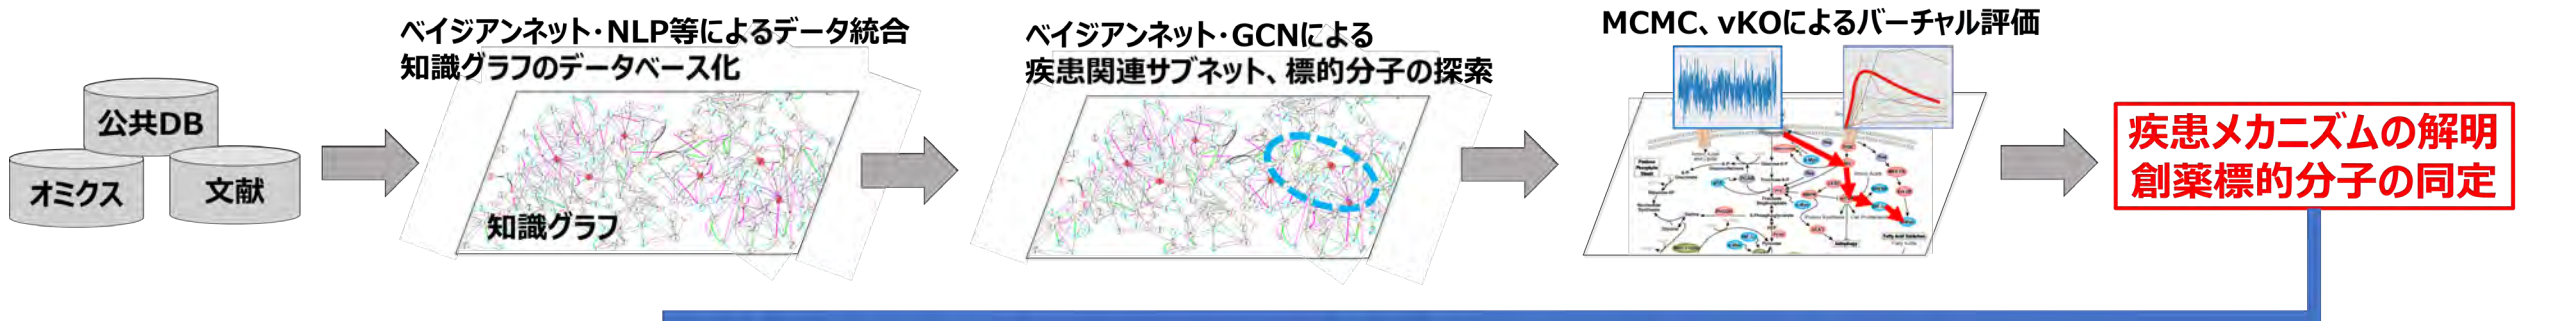 公共DB
オミクス
文献
ベイジアンネット・NLP等によるデータ統合
知識グラフのデータベース化
知識グラフ
ベイジアンネット・GCNによる
疾患関連サブネット、標的分子の探索
MCMC、vKOによるバーチャル評価
疾患メカニズムの解明
創薬標的分子の同定